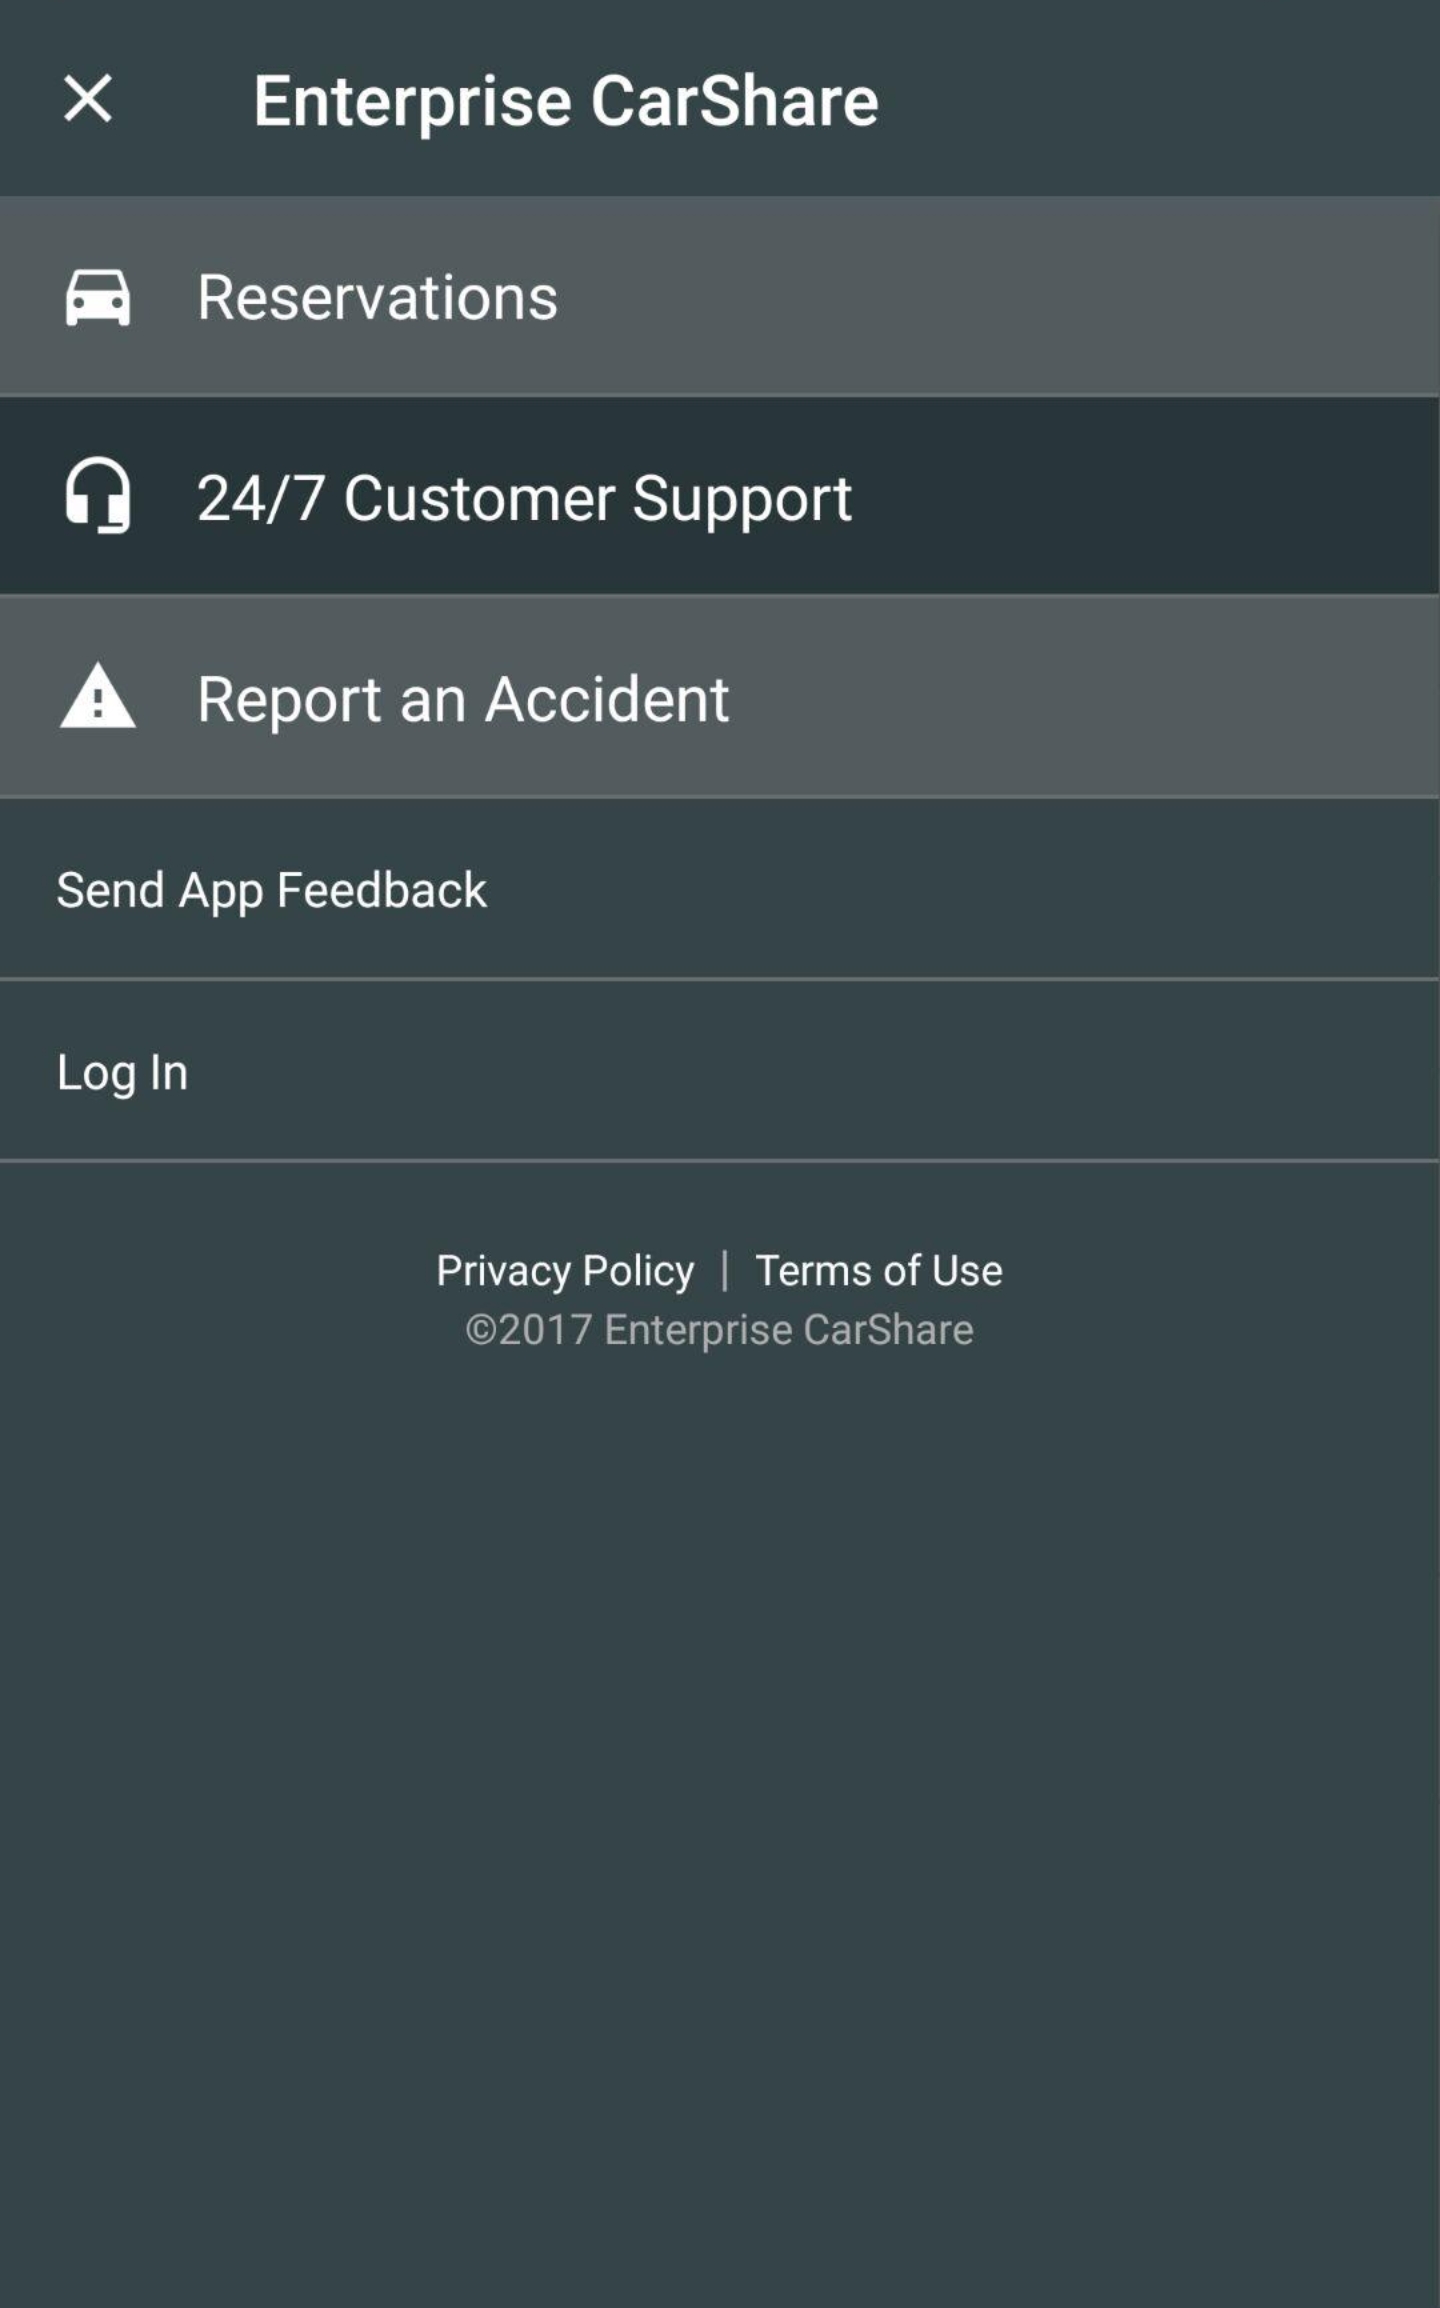 Enterprise CarShare
Reservations
24/7 Customer Support
Report an Accident
Send App Feedback
Log In
Privacy Policy | Terms of Use
©2017 Enterprise CarShare